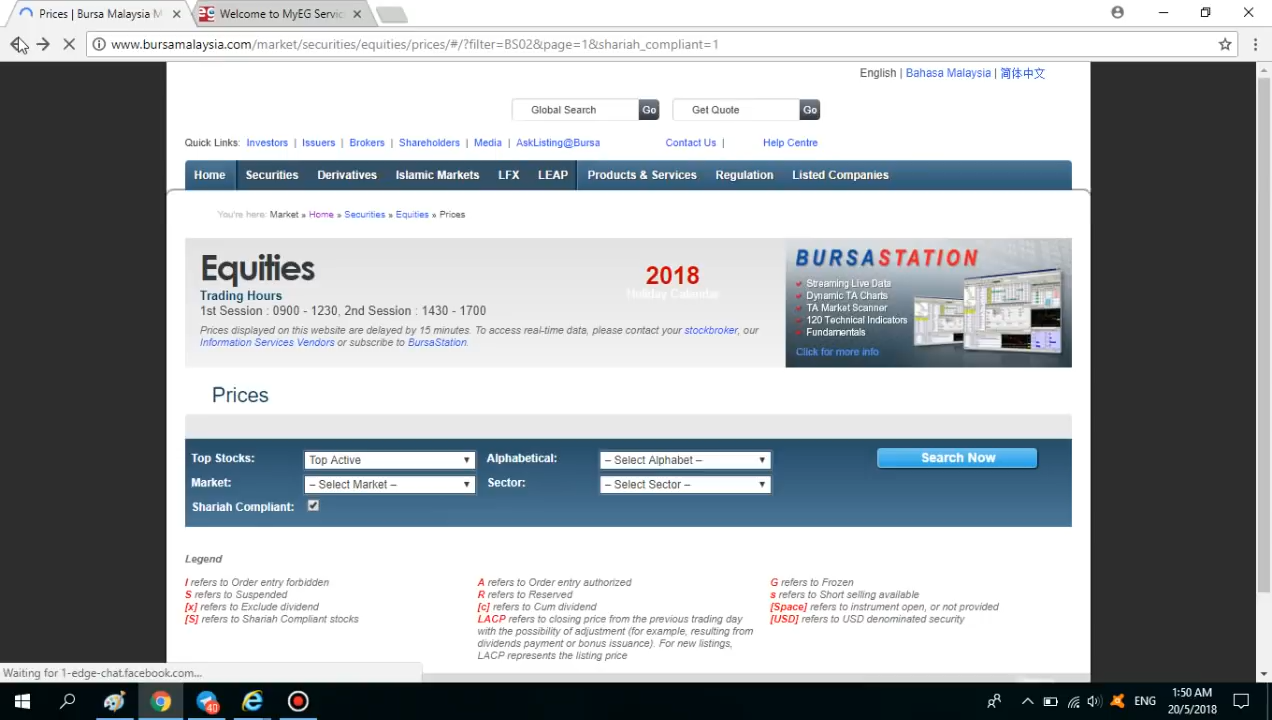 Prices | Bursa Malaysia M
Welcome to MyEG Servic
www.bursamalaysia.com/market/securities/equities/prices/#/?filter=BS02&page=1&shariah_compliant=1
English | Bahasa Malaysia | 简体中文
Global Search Go Get Quote Go
Quick Links: Investors | Issuers | Brokers | Shareholders | Media | AskListing@Bursa Contact Us | Help Centre
Home Securities Derivatives Islamic Markets LFX LEAP Products & Services Regulation Listed Companies
You're here: Market » Home » Securities » Equities » Prices
Equities
Trading Hours
1st Session : 0900 - 1230, 2nd Session : 1430 - 1700
Prices displayed on this website are delayed by 15 minutes. To access real-time data, please contact your stockbroker, our
Information Services Vendors or subscribe to BursaStation.
2018
Holiday Calendar
BURSASTATION
Streaming Live Data
Dynamic TA Charts
TA Market Scanner
120 Technical Indicators
Fundamentals
Click for more info
Prices
Top Stocks: Top Active Alphabetical: – Select Alphabet – Search Now
Market: – Select Market – Sector: – Select Sector –
Shariah Compliant:
Legend
I refers to Order entry forbidden
S refers to Suspended
[x] refers to Exclude dividend
[S] refers to Shariah Compliant stocks
A refers to Order entry authorized
R refers to Reserved
[c] refers to Cum dividend
LACP refers to closing price from the previous trading day
with the possibility of adjustment (for example, resulting from
dividends payment or bonus issuance). For new listings,
LACP represents the listing price
G refers to Frozen
s refers to Short selling available
[Space] refers to instrument open, or not provided
[USD] refers to USD denominated security
Waiting for 1-edge-chat.facebook.com...
40
ENG
1:50 AM
20/5/2018